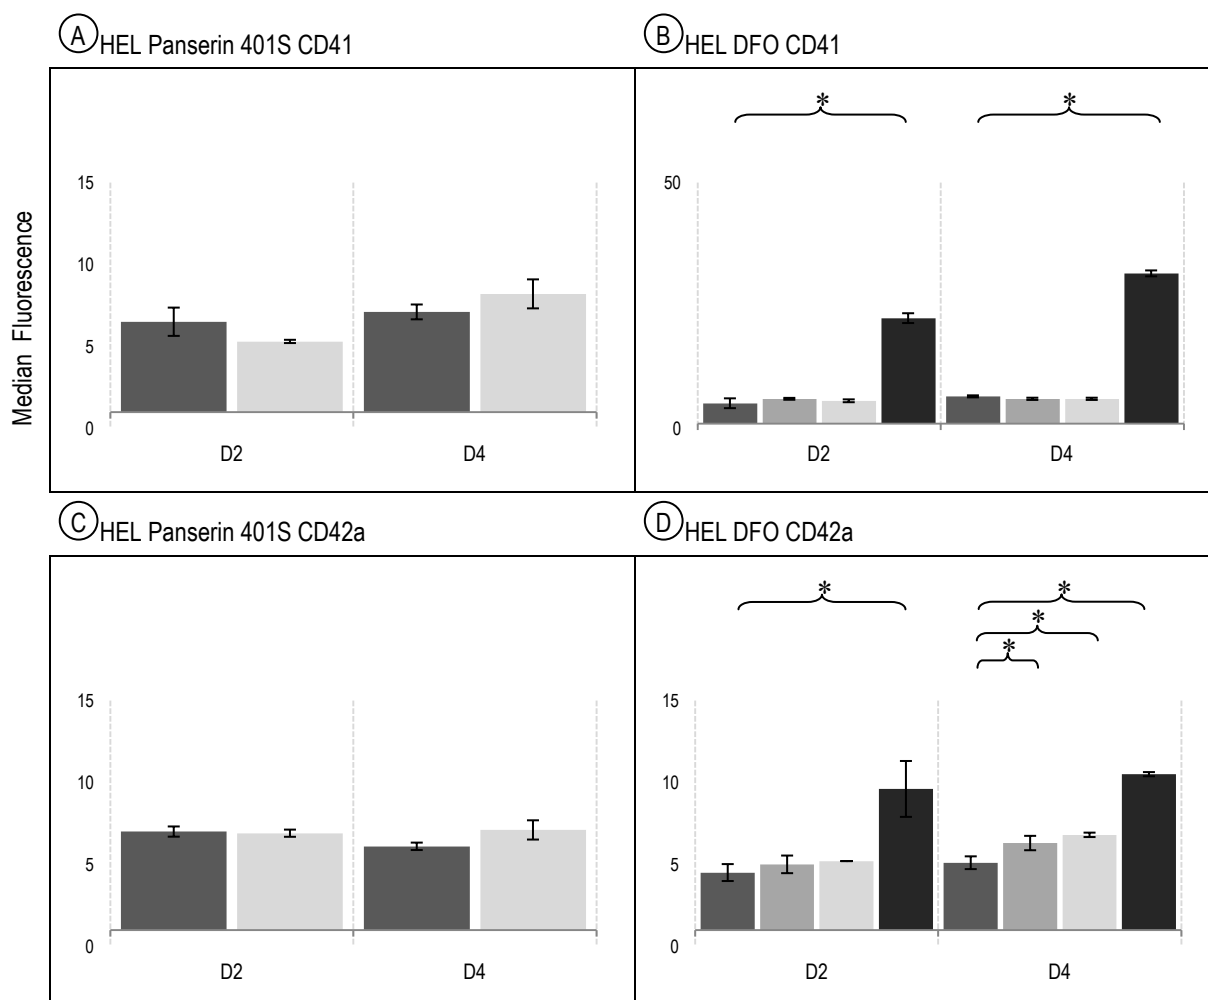 A HEL Panserin 401S CD41
B HEL DFO CD41
Median Fluorescence
15
10
5
0
D2
D4
*
*
50
0
D2
D4
C HEL Panserin 401S CD42a
D HEL DFO CD42a
15
10
5
0
D2
D4
*
*
*
*
15
10
5
0
D2
D4